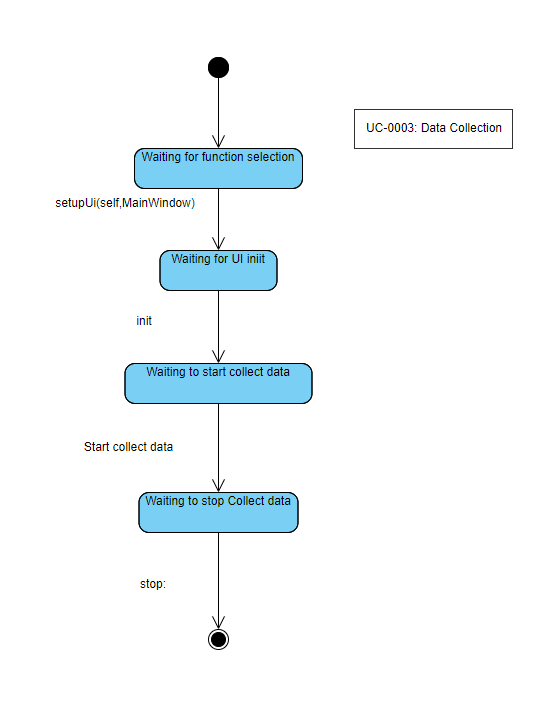 UC-0003: Data Collection
Waiting for function selection
setupUi(self,MainWindow)
Waiting for UI iniit
init
Waiting to start collect data
Start collect data
Waiting to stop Collect data
stop: